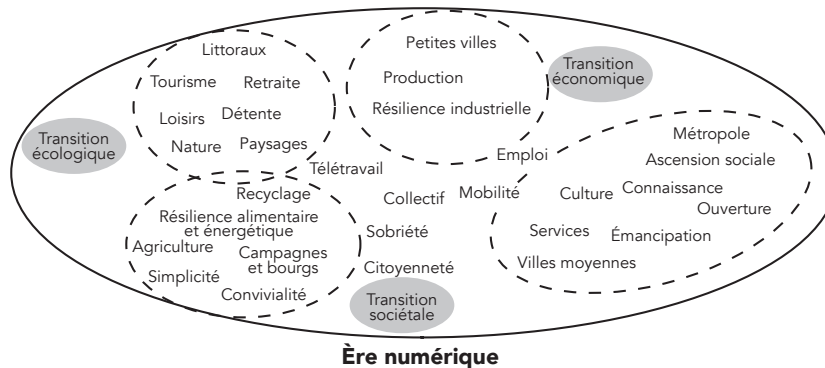 Littoraux
Tourisme
Retraite
Loisirs
Détente
Nature
Paysages
Petites villes
Production
Résilience industrielle
Transition
économique
Transition
écologique
Télétravail
Emploi
Métropole
Ascension sociale
Culture
Connaissance
Ouverture
Services
Émancipation
Villes moyennes
Recyclage
Résilience alimentaire
et énergétique
Agriculture
Campagnes
et bourgs
Simplicité
Convivialité
Collectif
Mobilité
Sobriété
Citoyenneté
Transition
sociétale
Ère numérique